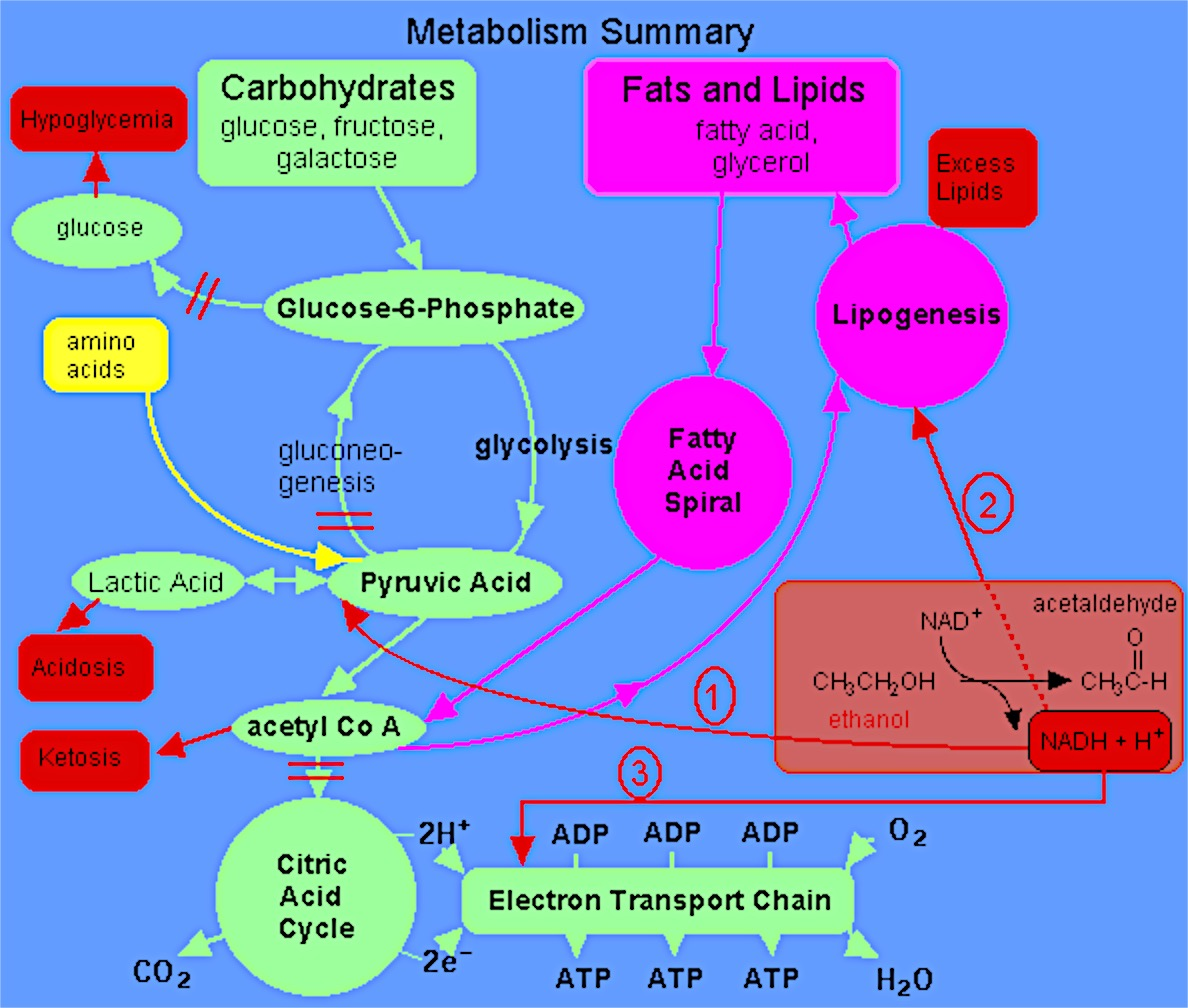 Metabolism Summary
Carbohydrates
glucose, fructose,
galactose
Fats and Lipids
fatty acid,
glycerol
Hypoglycemia
Excess
Lipids
glucose
Glucose-6-Phosphate
Lipogenesis
amino
acids
gluconeo-
genesis
glycolysis
Fatty
Acid
Spiral
2
Lactic Acid
Pyruvic Acid
acetaldehyde
NAD⁺
O
CH₃CH₂OH
CH₃C-H
ethanol
NADH + H⁺
Acidosis
1
acetyl Co A
Ketosis
3
Citric
Acid
Cycle
2H⁺
2e⁻
CO₂
ADP
ADP
ADP
O₂
Electron Transport Chain
ATP
ATP
ATP
H₂O